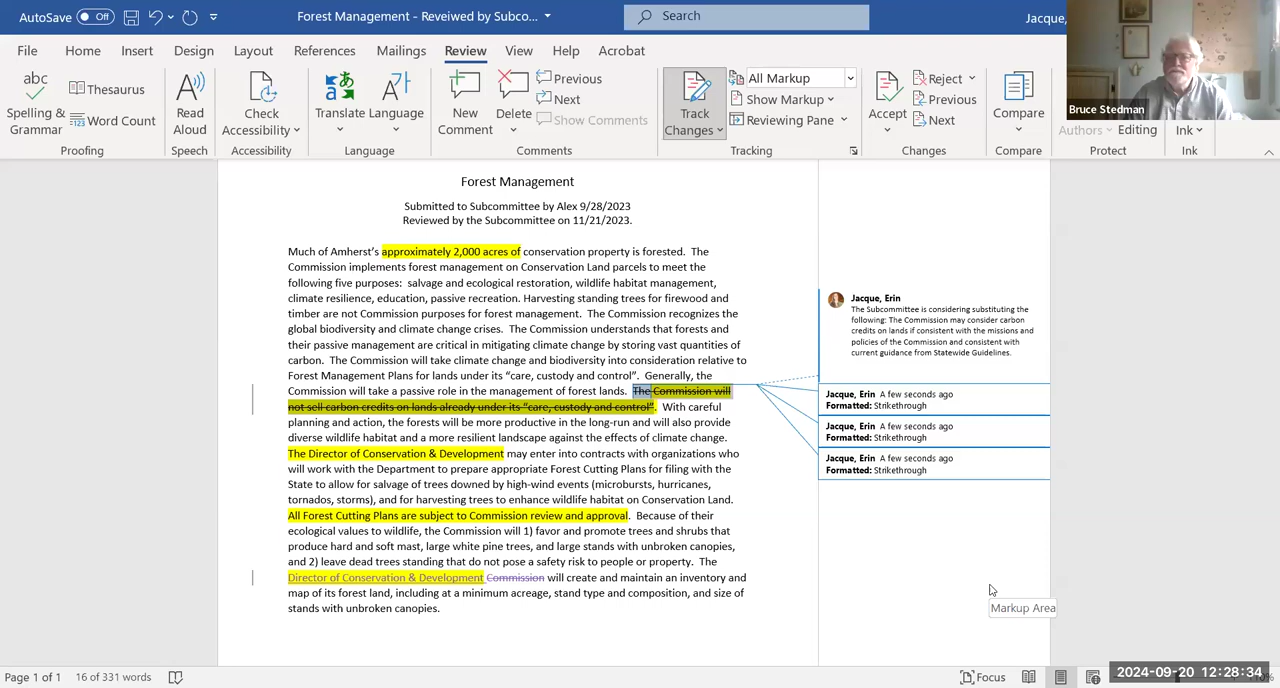 AutoSave Off Forest Management - Reveiwed by Subco... Search Jacque,
File Home Insert Design Layout References Mailings Review View Help Acrobat
abc
Spelling &
Grammar
Thesaurus
Word Count
Proofing
Read
Aloud
Speech
Check
Accessibility
Accessibility
Translate
Language
Language
New
Comment
Delete
Previous
Next
Show Comments
Comments
Track
Changes
All Markup
Show Markup
Reviewing Pane
Tracking
Accept
Reject
Previous
Next
Changes
Compare
Compare
Authors
Editing
Protect
Ink
Ink
Bruce Stedman
Forest Management
Submitted to Subcommittee by Alex 9/28/2023
Reviewed by the Subcommittee on 11/21/2023.
Much of Amherst's approximately 2,000 acres of conservation property is forested. The
Commission implements forest management on Conservation Land parcels to meet the
following five purposes: salvage and ecological restoration, wildlife habitat management,
climate resilience, education, passive recreation. Harvesting standing trees for firewood and
timber are not Commission purposes for forest management. The Commission recognizes the
global biodiversity and climate change crises. The Commission understands that forests and
their passive management are critical in mitigating climate change by storing vast quantities of
carbon. The Commission will take climate change and biodiversity into consideration relative to
Forest Management Plans for lands under its "care, custody and control". Generally, the
Commission will take a passive role in the management of forest lands. The Commission will
not sell carbon credits on lands already under its "care, custody and control". With careful
planning and action, the forests will be more productive in the long-run and will also provide
diverse wildlife habitat and a more resilient landscape against the effects of climate change.
The Director of Conservation & Development may enter into contracts with organizations who
will work with the Department to prepare appropriate Forest Cutting Plans for filing with the
State to allow for salvage of trees downed by high-wind events (microbursts, hurricanes,
tornados, storms), and for harvesting trees to enhance wildlife habitat on Conservation Land.
All Forest Cutting Plans are subject to Commission review and approval. Because of their
ecological values to wildlife, the Commission will 1) favor and promote trees and shrubs that
produce hard and soft mast, large white pine trees, and large stands with unbroken canopies,
and 2) leave dead trees standing that do not pose a safety risk to people or property. The
Director of Conservation & Development Commission will create and maintain an inventory and
map of its forest land, including at a minimum acreage, stand type and composition, and size of
stands with unbroken canopies.
Jacque, Erin
The Subcommittee is considering substituting the
following: The Commission may consider carbon
credits on lands if consistent with the missions and
policies of the Commission and consistent with
current guidance from Statewide Guidelines.
Jacque, Erin A few seconds ago
Formatted: Strikethrough
Jacque, Erin A few seconds ago
Formatted: Strikethrough
Jacque, Erin A few seconds ago
Formatted: Strikethrough
Markup Area
Page 1 of 1 16 of 331 words Focus
2024-09-20 12:28:34